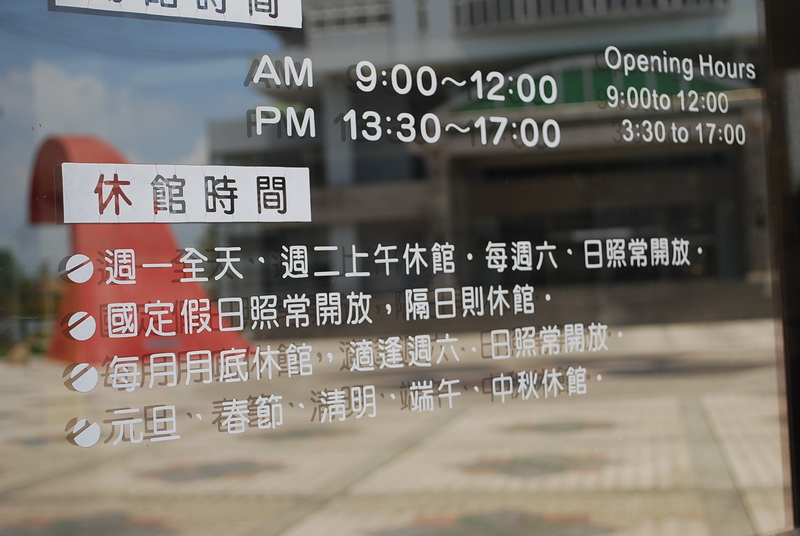 開館時間
AM 9:00～12:00
PM 13:30～17:00
Opening Hours
9:00to 12:00
3:30 to 17:00
休館時間
週一全天、週二上午休館。每週六、日照常開放。
國定假日照常開放，隔日則休館。
每月月底休館，適逢週六、日照常開放。
元旦、春節、清明、端午、中秋休館。